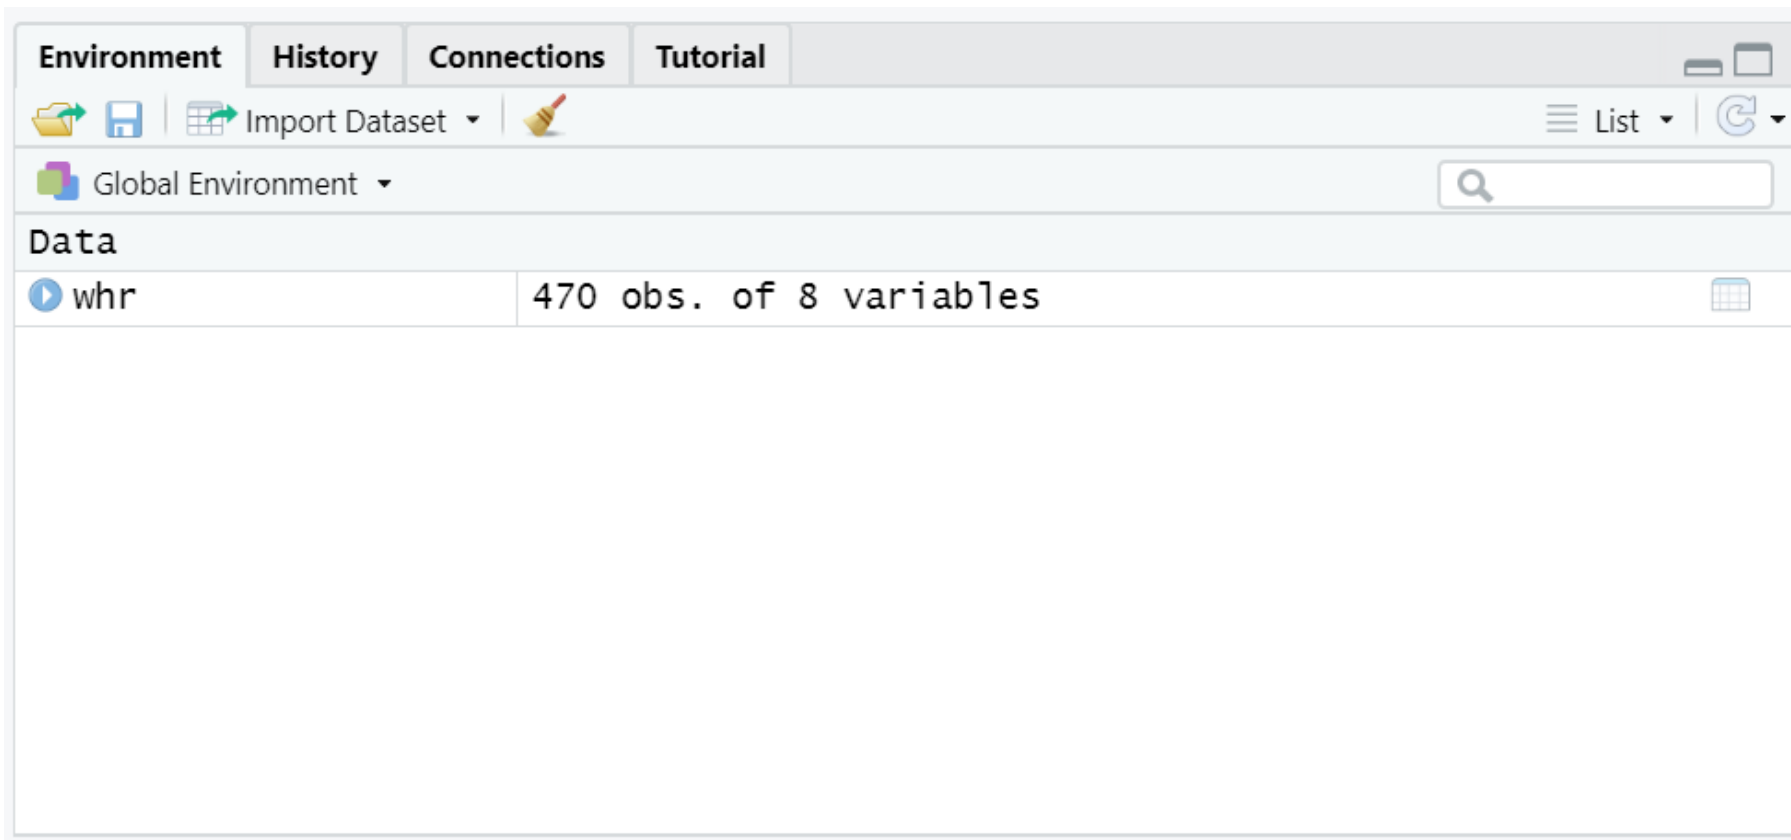 Environment History Connections Tutorial
Import Dataset List
Global Environment
Data
whr 470 obs. of 8 variables